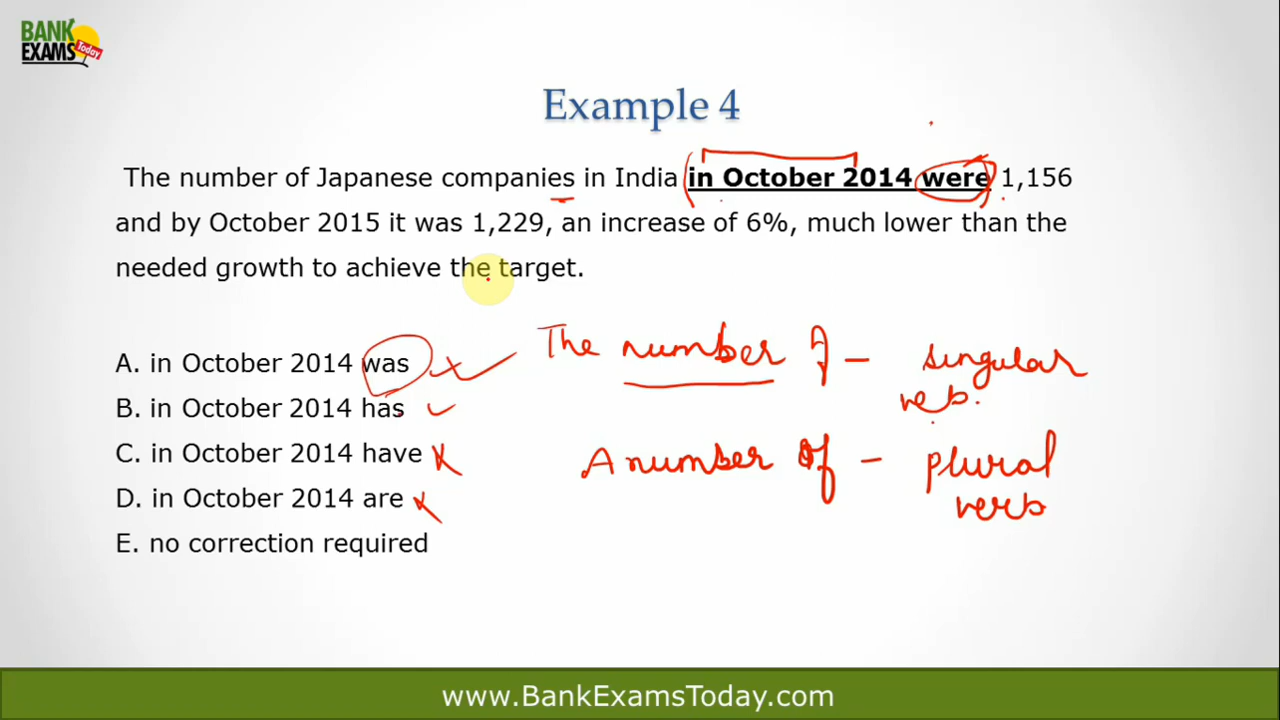 BANK
EXAMS Today
Example 4
The number of Japanese companies in India in October 2014 were 1,156
and by October 2015 it was 1,229, an increase of 6%, much lower than the
needed growth to achieve the target.
A. in October 2014 was
B. in October 2014 has
C. in October 2014 have
D. in October 2014 are
E. no correction required
The number of – singular
verb.
A number of – plural
verb
www.BankExamsToday.com